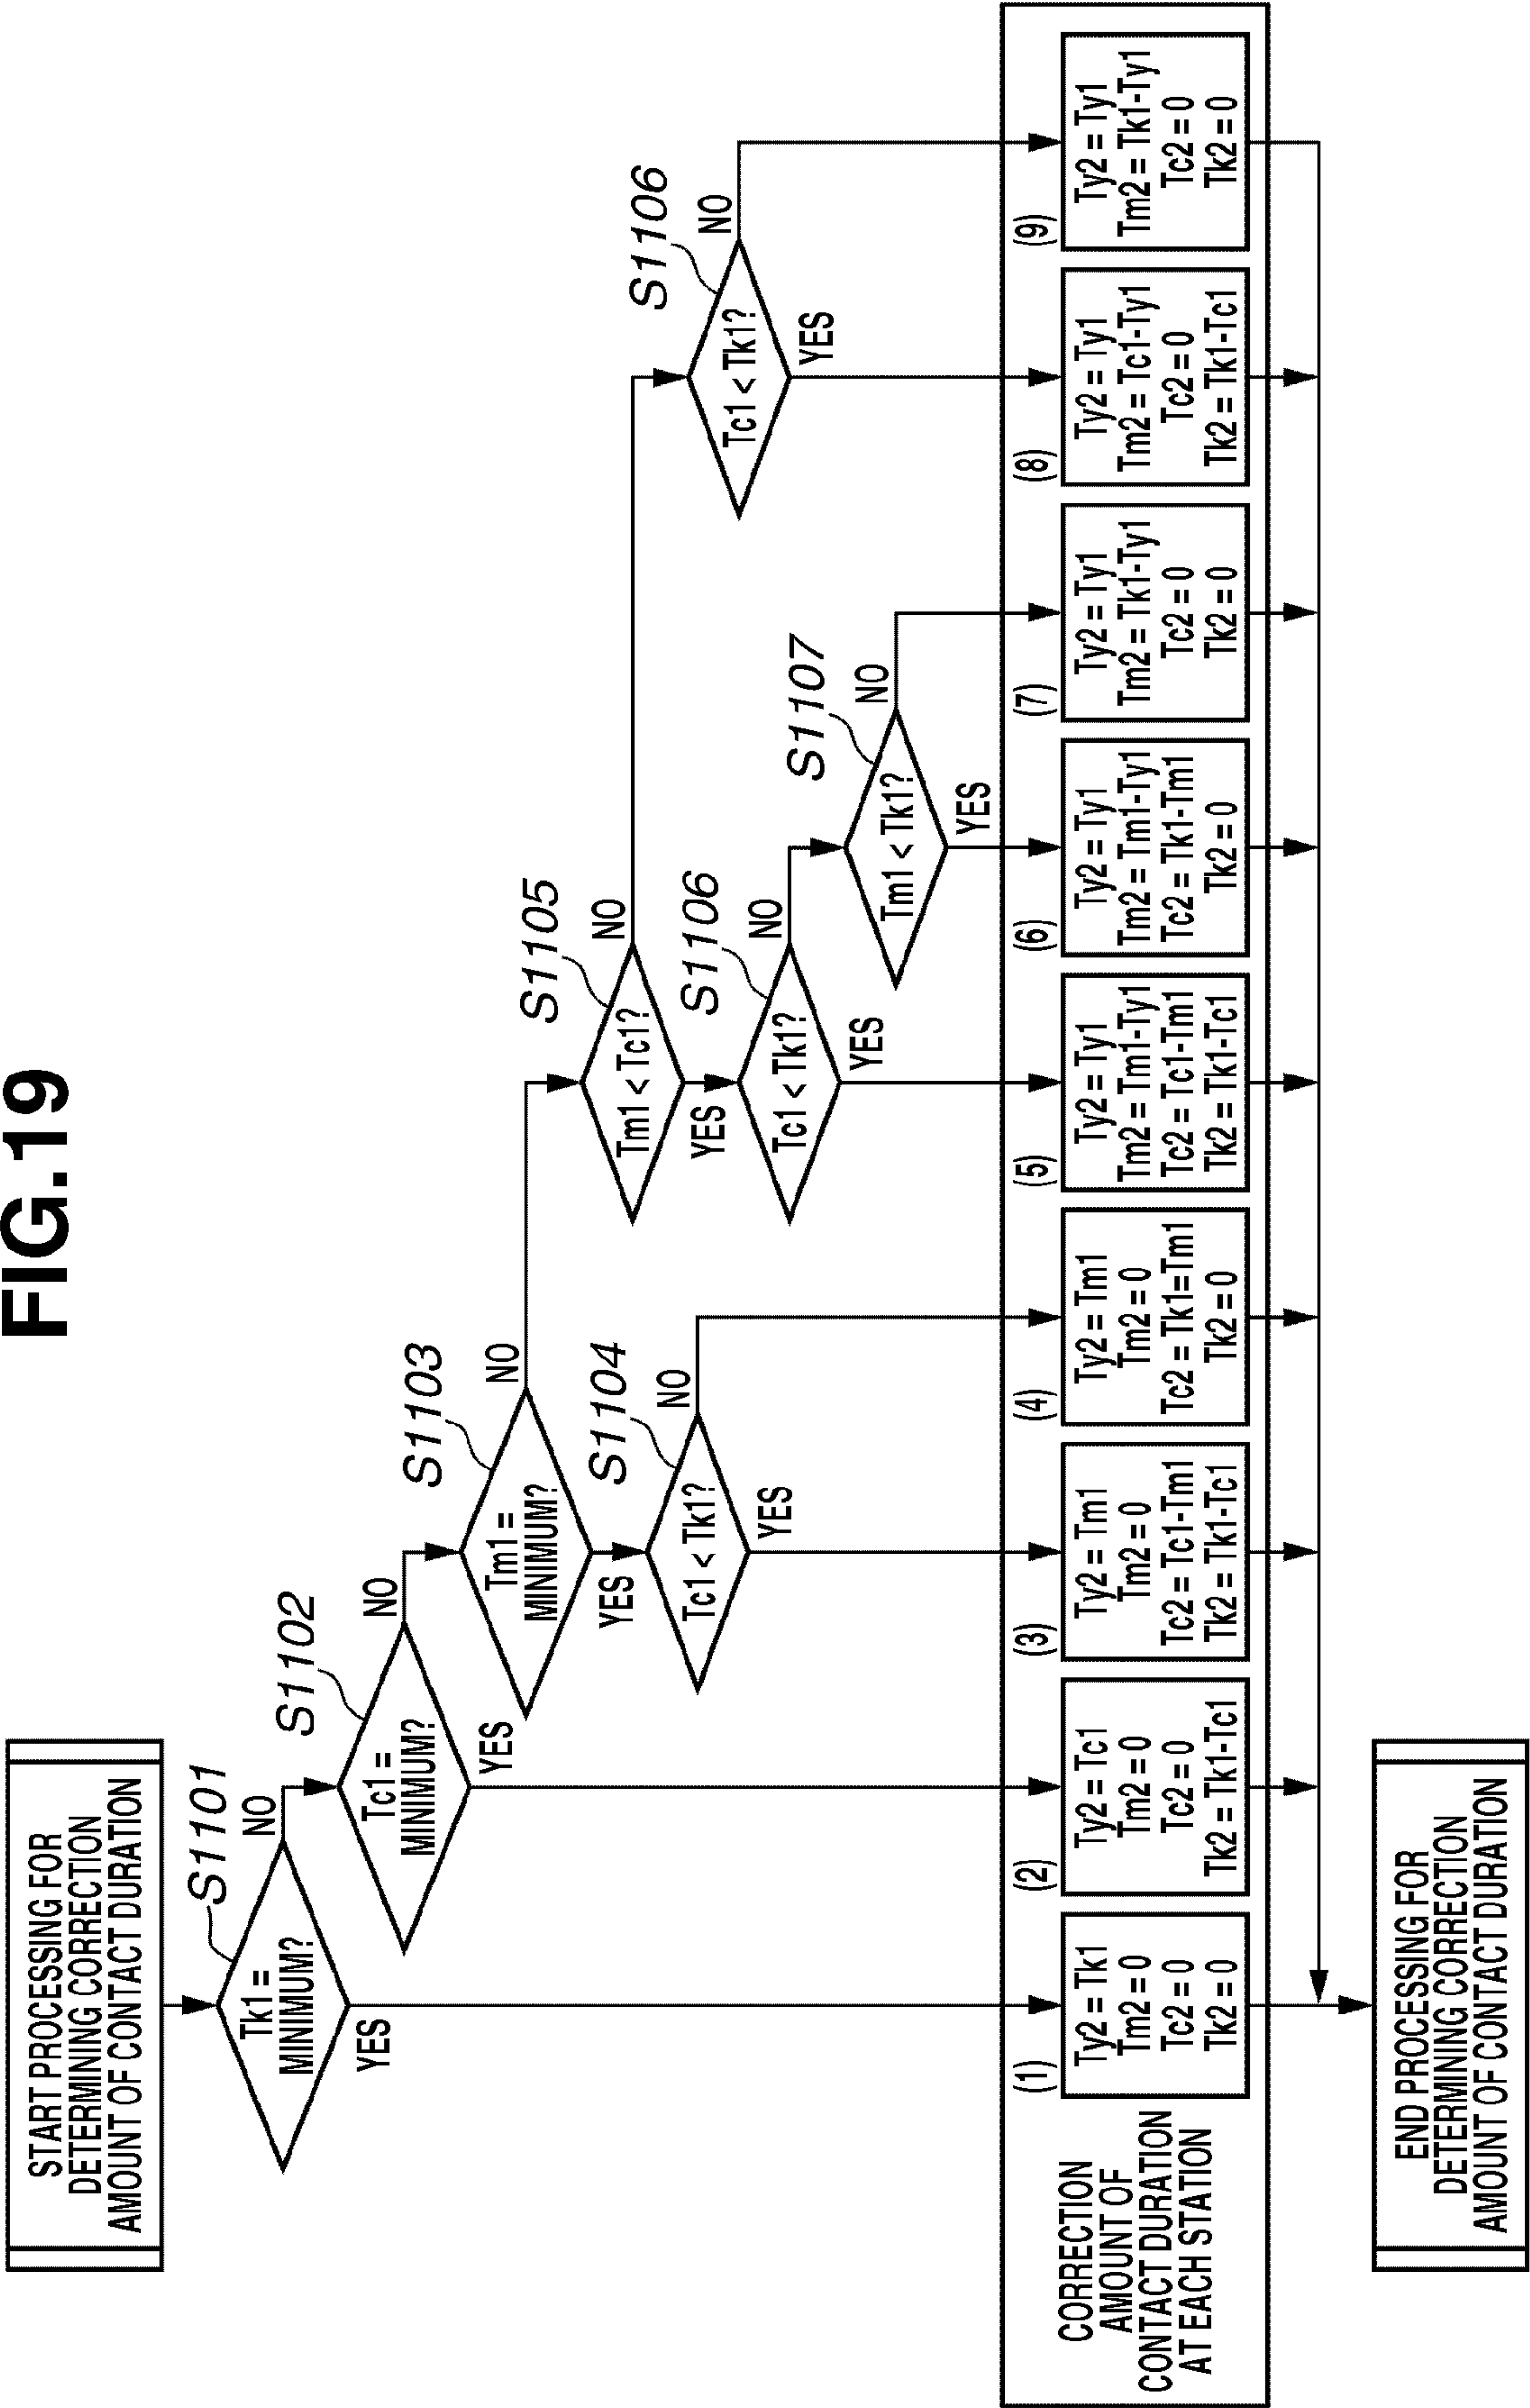 FIG.19
START PROCESSING FOR
DETERMINING CORRECTION
AMOUNT OF CONTACT DURATION
S1101
Tk1 =
MINIMUM?
NO
YES
S1102
Tc1 =
MINIMUM?
NO
YES
S1103
Tm1 =
MINIMUM?
NO
YES
S1104
Tc1 < Tk1?
NO
YES
S1105
Tm1 < Tc1?
NO
YES
S1106
Tc1 < Tk1?
NO
YES
S1107
Tm1 < Tk1?
NO
YES
S1106
Tc1 < Tk1?
NO
YES
CORRECTION
AMOUNT OF
CONTACT DURATION
AT EACH STATION
(1)
Ty2 = Tk1
Tm2 = 0
Tc2 = 0
Tk2 = 0
(2)
Ty2 = Tc1
Tm2 = 0
Tc2 = 0
Tk2 = Tk1-Tc1
(3)
Ty2 = Tm1
Tm2 = 0
Tc2 = Tc1-Tm1
Tk2 = Tk1-Tc1
(4)
Ty2 = Tm1
Tm2 = 0
Tc2 = Tk1=Tm1
Tk2 = 0
(5)
Ty2 = Ty1
Tm2 = Tm1-Ty1
Tc2 = Tc1-Tm1
Tk2 = Tk1-Tc1
(6)
Ty2 = Ty1
Tm2 = Tm1-Ty1
Tc2 = Tk1-Tm1
Tk2 = 0
(7)
Ty2 = Ty1
Tm2 = Tk1-Ty1
Tc2 = 0
Tk2 = 0
(8)
Ty2 = Ty1
Tm2 = Tc1-Ty1
Tc2 = 0
Tk2 = Tk1-Tc1
(9)
Ty2 = Ty1
Tm2 = Tk1-Ty1
Tc2 = 0
Tk2 = 0
END PROCESSING FOR
DETERMINING CORRECTION
AMOUNT OF CONTACT DURATION